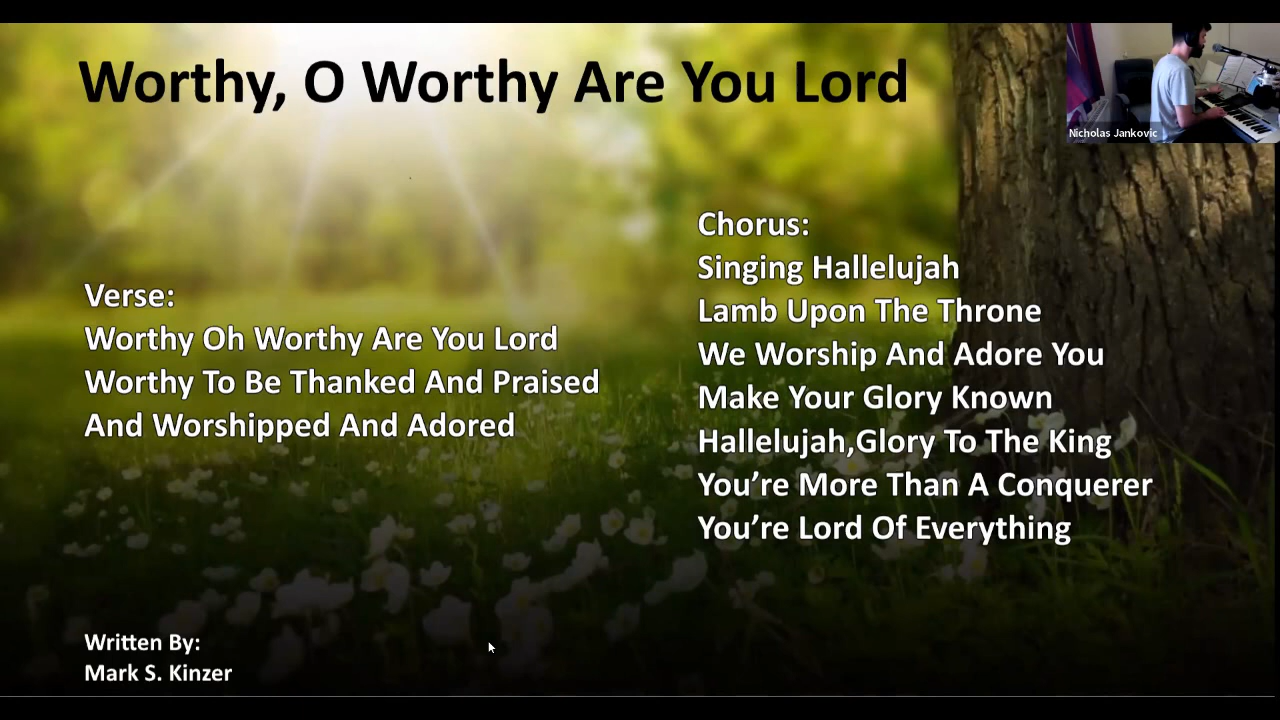 Worthy, O Worthy Are You Lord
Nicholas Jankovic
Verse:
Worthy Oh Worthy Are You Lord
Worthy To Be Thanked And Praised
And Worshipped And Adored
Chorus:
Singing Hallelujah
Lamb Upon The Throne
We Worship And Adore You
Make Your Glory Known
Hallelujah,Glory To The King
You’re More Than A Conquerer
You’re Lord Of Everything
Written By:
Mark S. Kinzer